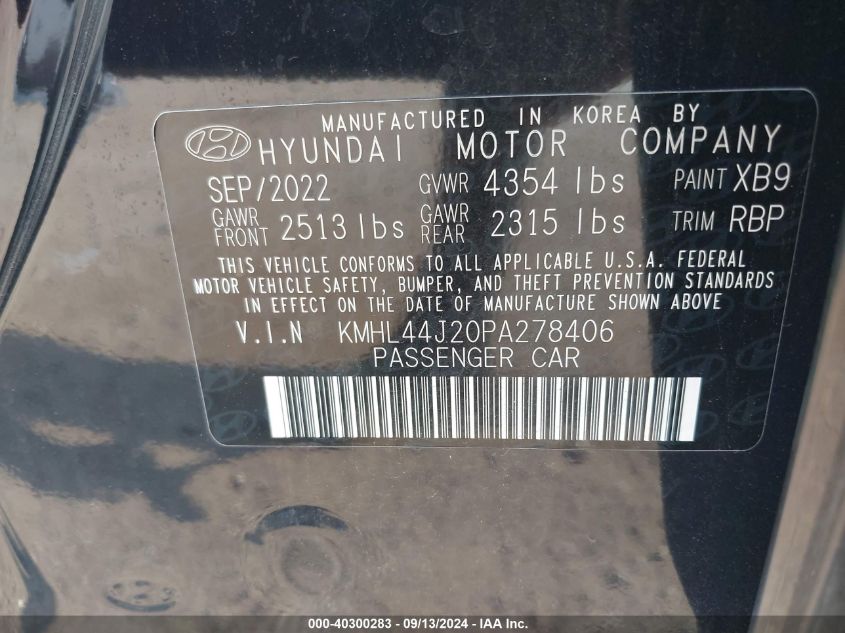 MANUFACTURED IN KOREA BY
HYUNDAI MOTOR COMPANY
SEP/2022 GVWR 4354 lbs PAINT XB9
GAWR FRONT 2513 lbs GAWR REAR 2315 lbs TRIM RBP
THIS VEHICLE CONFORMS TO ALL APPLICABLE U.S.A. FEDERAL
MOTOR VEHICLE SAFETY, BUMPER, AND THEFT PREVENTION STANDARDS
IN EFFECT ON THE DATE OF MANUFACTURE SHOWN ABOVE
V.I.N KMHL44J20PA278406
PASSENGER CAR
000-40300283 - 09/13/2024 - IAA Inc.